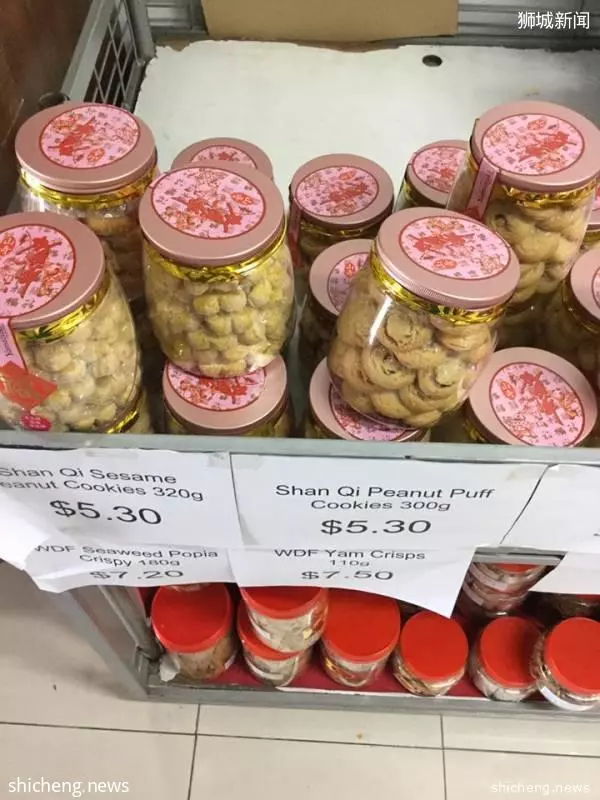 狮城新闻
Shan Qi Sesame
eanut Cookies 320g
$5.30
Shan Qi Peanut Puff
Cookies 300g
$5.30
WDF Seaweed Popia
Crispy 180g
$7.20
WDF Yam Crisps
110g
$7.50
shicheng.news
shicheng.news